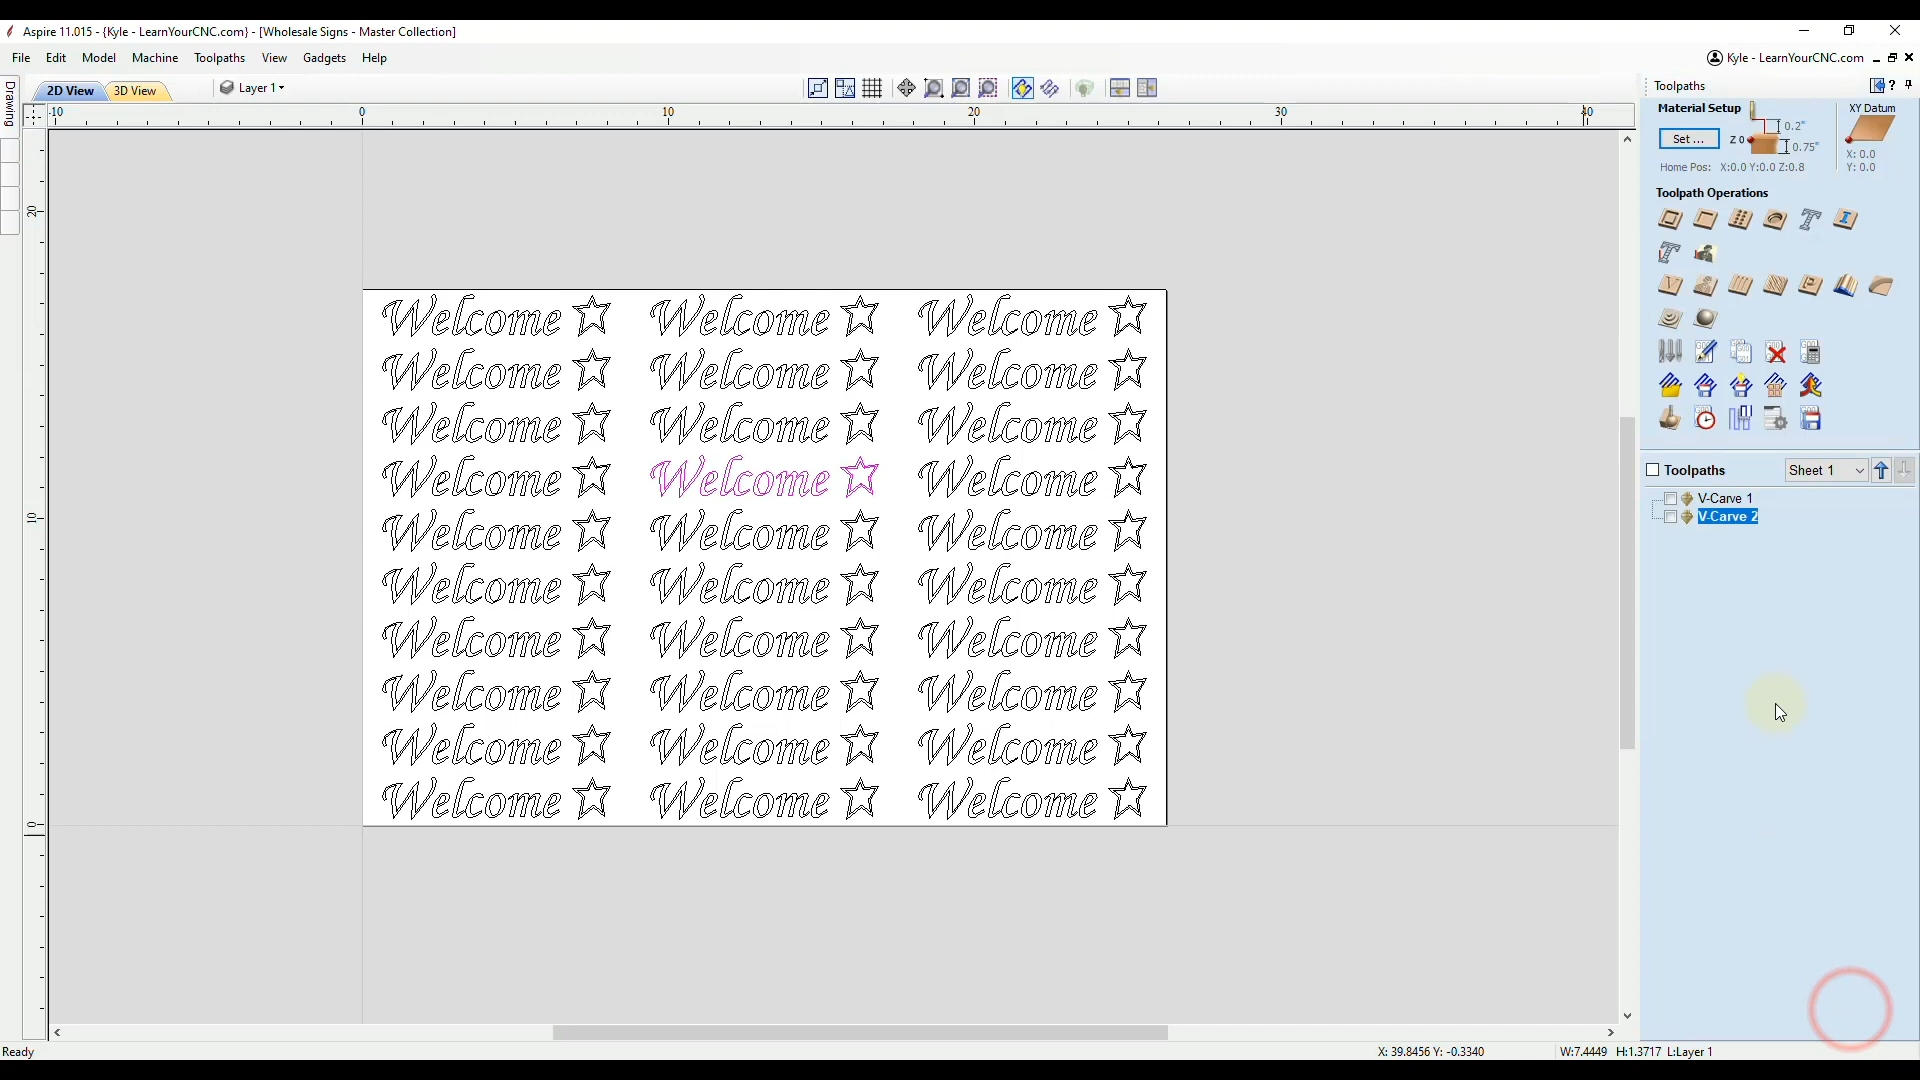 Aspire 11.015 - {Kyle - LearnYourCNC.com} - [Wholesale Signs - Master Collection]
File Edit Model Machine Toolpaths View Gadgets Help
Kyle - LearnYourCNC.com
Drawing
2D View 3D View
Layer 1
-10 0 10 20 30 40
20
10
0
Welcome Welcome Welcome
Welcome Welcome Welcome
Welcome Welcome Welcome
Welcome Welcome Welcome
Welcome Welcome Welcome
Welcome Welcome Welcome
Welcome Welcome Welcome
Welcome Welcome Welcome
Welcome Welcome Welcome
Welcome Welcome Welcome
Toolpaths
Material Setup
XY Datum
0.2"
Set ...
Z 0
0.75"
X: 0.0
Y: 0.0
Home Pos: X:0.0 Y:0.0 Z:0.8
Toolpath Operations
Toolpaths
Sheet 1
V-Carve 1
V-Carve 2
Ready
X: 39.8456 Y: -0.3340
W:7.4449 H:1.3717 L:Layer 1